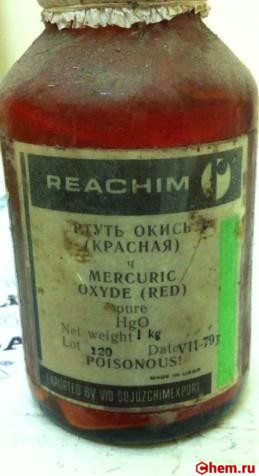 REACHIM
РТУТЬ ОКИСЬ
(КРАСНАЯ)
ч
MERCURIC
OXYDE (RED)
pure
HgO
Net weight 1 kg
Lot 120 Date VII-79г
POISONOUS!
MADE IN USSR
EXPORTED BY V/O SOJUZCHIMEXPORT
Chem.ru